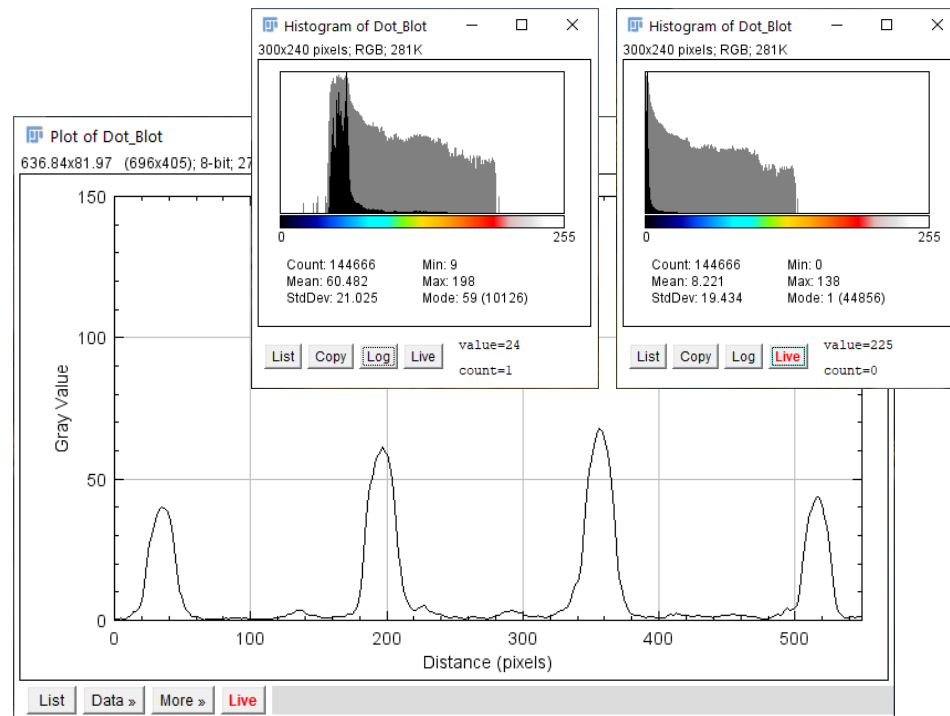 Histogram of Dot_Blot
300x240 pixels; RGB; 281K
0
255
Count: 144666
Min: 9
Mean: 60.482
Max: 198
StdDev: 21.025
Mode: 59 (10126)
List
Copy
Log
Live
value=24
count=1
Histogram of Dot_Blot
300x240 pixels; RGB; 281K
0
255
Count: 144666
Min: 0
Mean: 8.221
Max: 138
StdDev: 19.434
Mode: 1 (44856)
List
Copy
Log
Live
value=225
count=0
Plot of Dot_Blot
636.84x81.97 (696x405); 8-bit; 27
150
100
50
0
Gray Value
0
100
200
300
400
500
Distance (pixels)
List
Data »
More »
Live